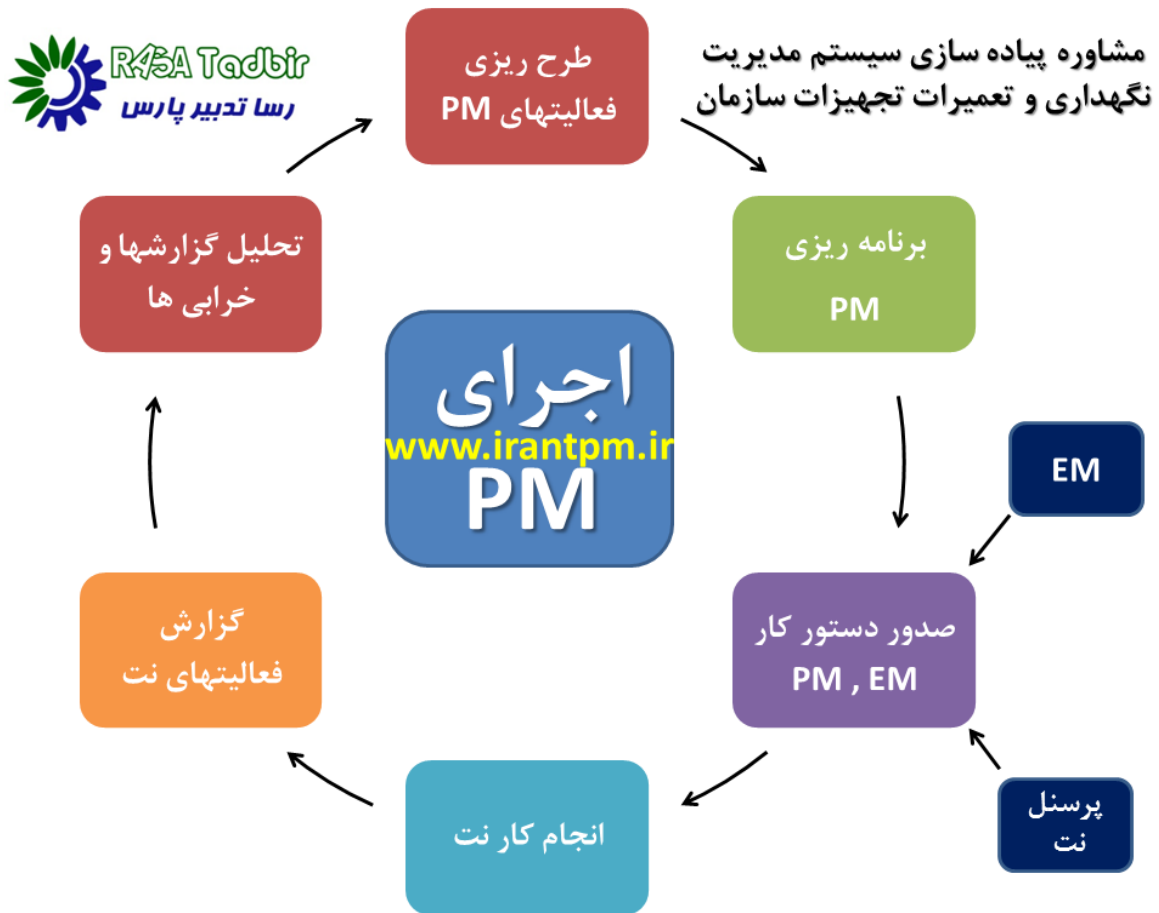 RASA Tadbir
رسا تدبیر پارس
مشاوره پیاده سازی سیستم مدیریت
نگهداری و تعمیرات تجهیزات سازمان
طرح ریزی
فعالیتهای PM
برنامه ریزی
PM
EM
صدور دستور کار
PM , EM
پرسنل
نت
انجام کار نت
گزارش
فعالیتهای نت
تحلیل گزارشها و
خرابی ها
اجرای
www.irantpm.ir
PM